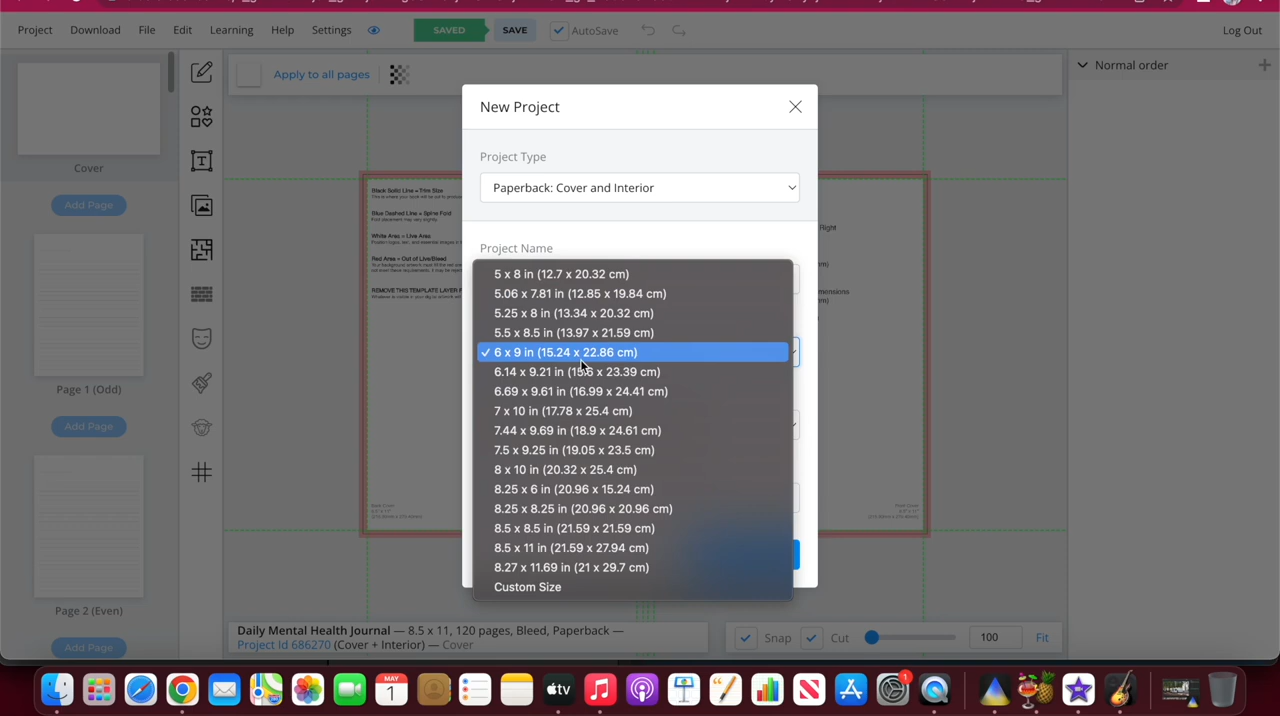 Project Download File Edit Learning Help Settings SAVED SAVE AutoSave Log Out
Apply to all pages
Normal order
New Project
Project Type
Paperback: Cover and Interior
Project Name
Cover
Add Page
Page 1 (Odd)
Add Page
Page 2 (Even)
Add Page
Black Solid Line = Trim Size
Blue Dashed Line = Spine Fold
White Area = Live Area
Red Area = Out of Live/Bleed
REMOVE THIS TEMPLATE LAYER
Right
mensions
5 x 8 in (12.7 x 20.32 cm)
5.06 x 7.81 in (12.85 x 19.84 cm)
5.25 x 8 in (13.34 x 20.32 cm)
5.5 x 8.5 in (13.97 x 21.59 cm)
✓ 6 x 9 in (15.24 x 22.86 cm)
6.14 x 9.21 in (15.6 x 23.39 cm)
6.69 x 9.61 in (16.99 x 24.41 cm)
7 x 10 in (17.78 x 25.4 cm)
7.44 x 9.69 in (18.9 x 24.61 cm)
7.5 x 9.25 in (19.05 x 23.5 cm)
8 x 10 in (20.32 x 25.4 cm)
8.25 x 6 in (20.96 x 15.24 cm)
8.25 x 8.25 in (20.96 x 20.96 cm)
8.5 x 8.5 in (21.59 x 21.59 cm)
8.5 x 11 in (21.59 x 27.94 cm)
8.27 x 11.69 in (21 x 29.7 cm)
Custom Size
Daily Mental Health Journal — 8.5 x 11, 120 pages, Bleed, Paperback —
Project Id 686270 (Cover + Interior) — Cover
Snap Cut 100 Fit
MAY
1
tv
1